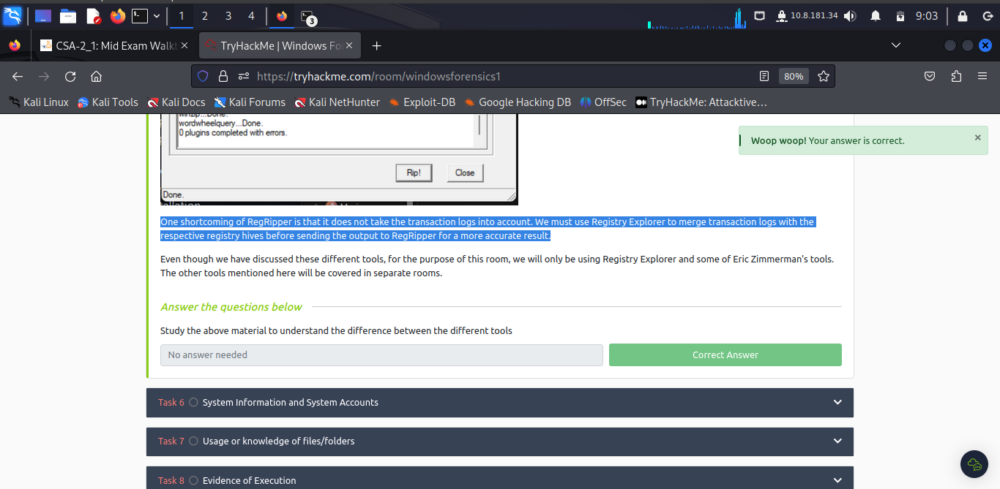 1 2 3 4 3 10.8.181.34 9:03
CSA-2_1: Mid Exam Walkt TryHackMe | Windows Fo
https://tryhackme.com/room/windowsforensics1 80%
Kali Linux Kali Tools Kali Docs Kali Forums Kali NetHunter Exploit-DB Google Hacking DB OffSec TryHackMe: Attacktive…
winzip...Done.
wordwheelquery...Done.
0 plugins completed with errors.
Woop woop! Your answer is correct.
Rip! Close
Done.
One shortcoming of RegRipper is that it does not take the transaction logs into account. We must use Registry Explorer to merge transaction logs with the
respective registry hives before sending the output to RegRipper for a more accurate result.
Even though we have discussed these different tools, for the purpose of this room, we will only be using Registry Explorer and some of Eric Zimmerman's tools.
The other tools mentioned here will be covered in separate rooms.
Answer the questions below
Study the above material to understand the difference between the different tools
No answer needed Correct Answer
Task 6 System Information and System Accounts
Task 7 Usage or knowledge of files/folders
Task 8 Evidence of Execution